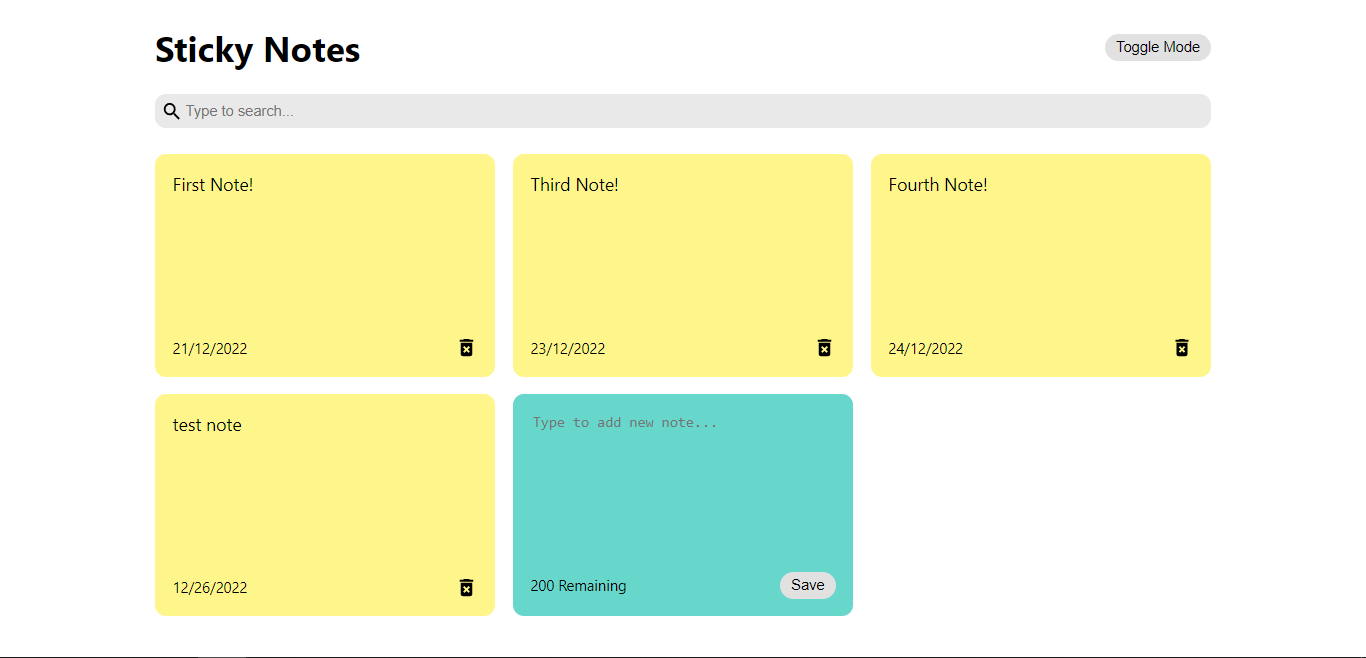 Sticky Notes
Toggle Mode
Type to search...
First Note!
Third Note!
Fourth Note!
21/12/2022
23/12/2022
24/12/2022
test note
Type to add new note...
12/26/2022
200 Remaining
Save